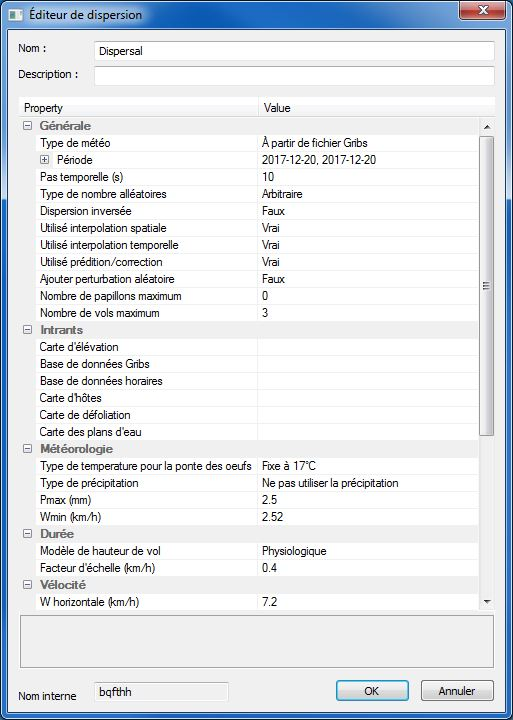 Éditeur de dispersion
Nom : Dispersal
Description :
Property Value
Générale
Type de météo À partir de fichier Gribs
Période 2017-12-20, 2017-12-20
Pas temporelle (s) 10
Type de nombre alléatoires Arbitraire
Dispersion inversée Faux
Utilisé interpolation spatiale Vrai
Utilisé interpolation temporelle Vrai
Utilisé prédition/correction Vrai
Ajouter perturbation aléatoire Faux
Nombre de papillons maximum 0
Nombre de vols maximum 3
Intrants
Carte d'élévation
Base de données Gribs
Base de données horaires
Carte d'hôtes
Carte de défoliation
Carte des plans d'eau
Météorologie
Type de temperature pour la ponte des oeufs Fixe à 17°C
Type de précipitation Ne pas utiliser la précipitation
Pmax (mm) 2.5
Wmin (km/h) 2.52
Durée
Modèle de hauteur de vol Physiologique
Facteur d'échelle (km/h) 0.4
Vélocité
W horizontale (km/h) 7.2
Nom interne bqfthh
OK Annuler